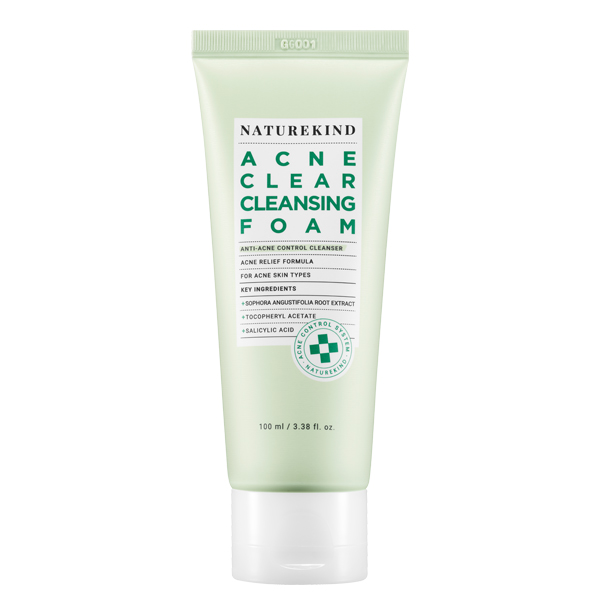 G6001
NATUREKIND
ACNE
CLEAR
CLEANSING
FOAM
ANTI-ACNE CONTROL CLEANSER
ACNE RELIEF FORMULA
FOR ACNE SKIN TYPES
KEY INGREDIENTS
+SOPHORA ANGUSTIFOLIA ROOT EXTRACT
+TOCOPHERYL ACETATE
+SALICYLIC ACID
ACNE CONTROL SYSTEM
· NATUREKIND ·
100 ml / 3.38 fl. oz.